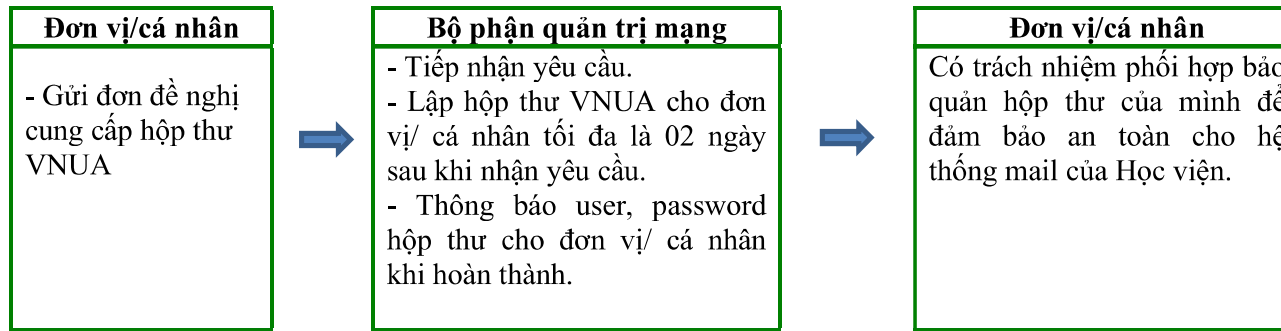 Đơn vị/cá nhân
- Gửi đơn đề nghị
cung cấp hộp thư
VNUA
Bộ phận quản trị mạng
- Tiếp nhận yêu cầu.
- Lập hộp thư VNUA cho đơn
vị/ cá nhân tối đa là 02 ngày
sau khi nhận yêu cầu.
- Thông báo user, password
hộp thư cho đơn vị/ cá nhân
khi hoàn thành.
Đơn vị/cá nhân
Có trách nhiệm phối hợp bảo
quản hộp thư của mình để
đảm bảo an toàn cho hệ
thống mail của Học viện.